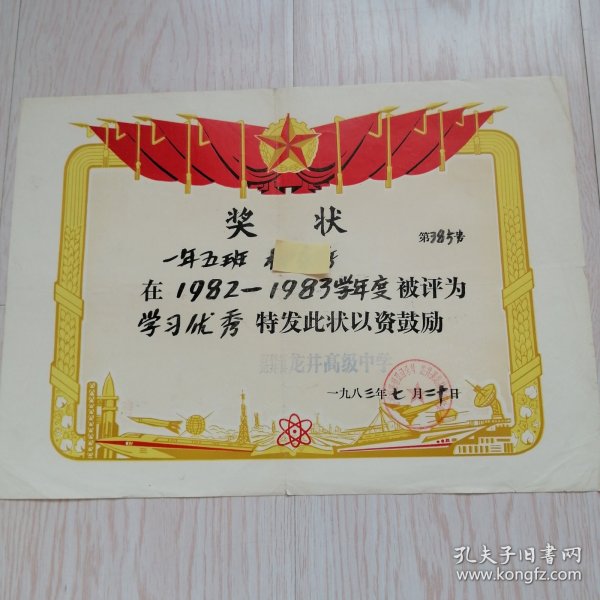 奖 状
第385号
一年五班
在1982—1983学年度被评为
学习优秀 特发此状以资鼓励
龙井高级中学
一九八三年七月二十日
孔夫子旧书网
www.kongfz.com